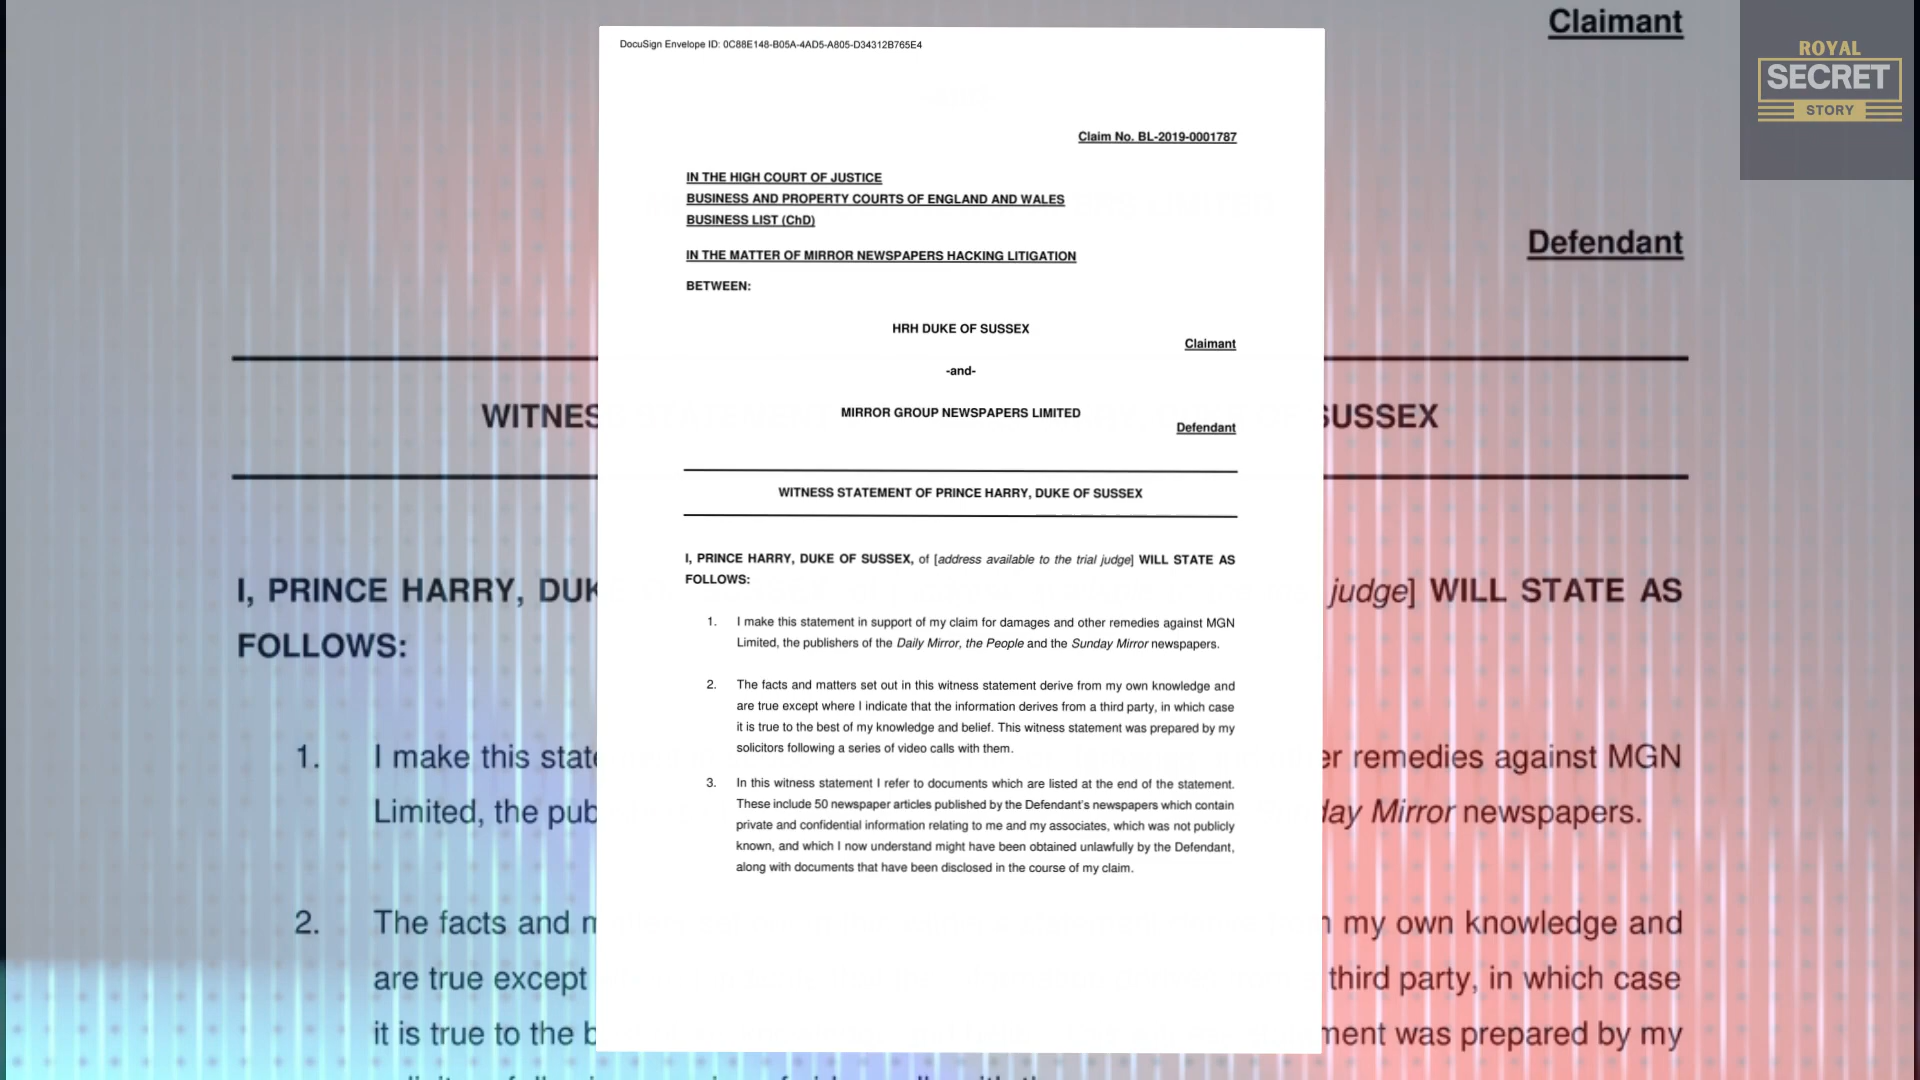 Claimant
ROYAL
SECRET
STORY
Defendant
WITNES
SUSSEX
I, PRINCE HARRY, DUK
judge] WILL STATE AS
FOLLOWS:
1. I make this state
er remedies against MGN
Limited, the pub
day Mirror newspapers.
2. The facts and m
my own knowledge and
are true except
third party, in which case
it is true to the b
ment was prepared by my
DocuSign Envelope ID: 0C88E148-B05A-4AD5-A805-D34312B765E4
Claim No. BL-2019-0001787
IN THE HIGH COURT OF JUSTICE
BUSINESS AND PROPERTY COURTS OF ENGLAND AND WALES
BUSINESS LIST (ChD)
IN THE MATTER OF MIRROR NEWSPAPERS HACKING LITIGATION
BETWEEN:
HRH DUKE OF SUSSEX
Claimant
-and-
MIRROR GROUP NEWSPAPERS LIMITED
Defendant
WITNESS STATEMENT OF PRINCE HARRY, DUKE OF SUSSEX
I, PRINCE HARRY, DUKE OF SUSSEX, of [address available to the trial judge] WILL STATE AS
FOLLOWS:
1. I make this statement in support of my claim for damages and other remedies against MGN
Limited, the publishers of the Daily Mirror, the People and the Sunday Mirror newspapers.
2. The facts and matters set out in this witness statement derive from my own knowledge and
are true except where I indicate that the information derives from a third party, in which case
it is true to the best of my knowledge and belief. This witness statement was prepared by my
solicitors following a series of video calls with them.
3. In this witness statement I refer to documents which are listed at the end of the statement.
These include 50 newspaper articles published by the Defendant's newspapers which contain
private and confidential information relating to me and my associates, which was not publicly
known, and which I now understand might have been obtained unlawfully by the Defendant,
along with documents that have been disclosed in the course of my claim.